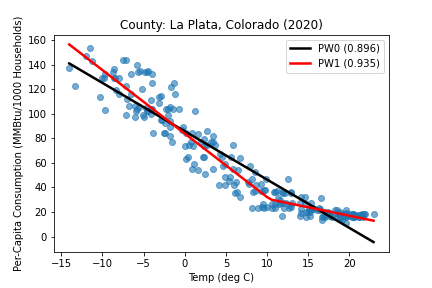 County: La Plata, Colorado (2020)
Per-Capita Consumption (MMBtu/1000 Households)
160
140
120
100
80
60
40
20
0
PW0 (0.896)
PW1 (0.935)
−15 −10 −5 0 5 10 15 20
Temp (deg C)